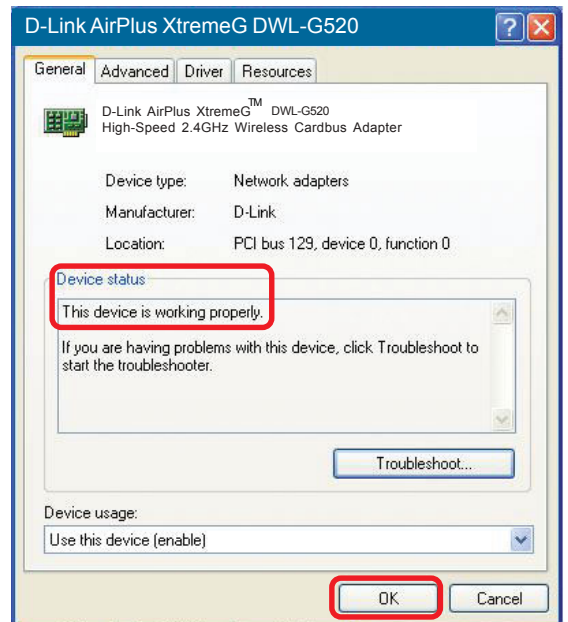 D-Link AirPlus XtremeG DWL-G520
General Advanced Driver Resources
D-Link AirPlus XtremeG™ DWL-G520
High-Speed 2.4GHz Wireless Cardbus Adapter
Device type: Network adapters
Manufacturer: D-Link
Location: PCI bus 129, device 0, function 0
Device status
This device is working properly.
If you are having problems with this device, click Troubleshoot to
start the troubleshooter.
Troubleshoot...
Device usage:
Use this device (enable)
OK Cancel